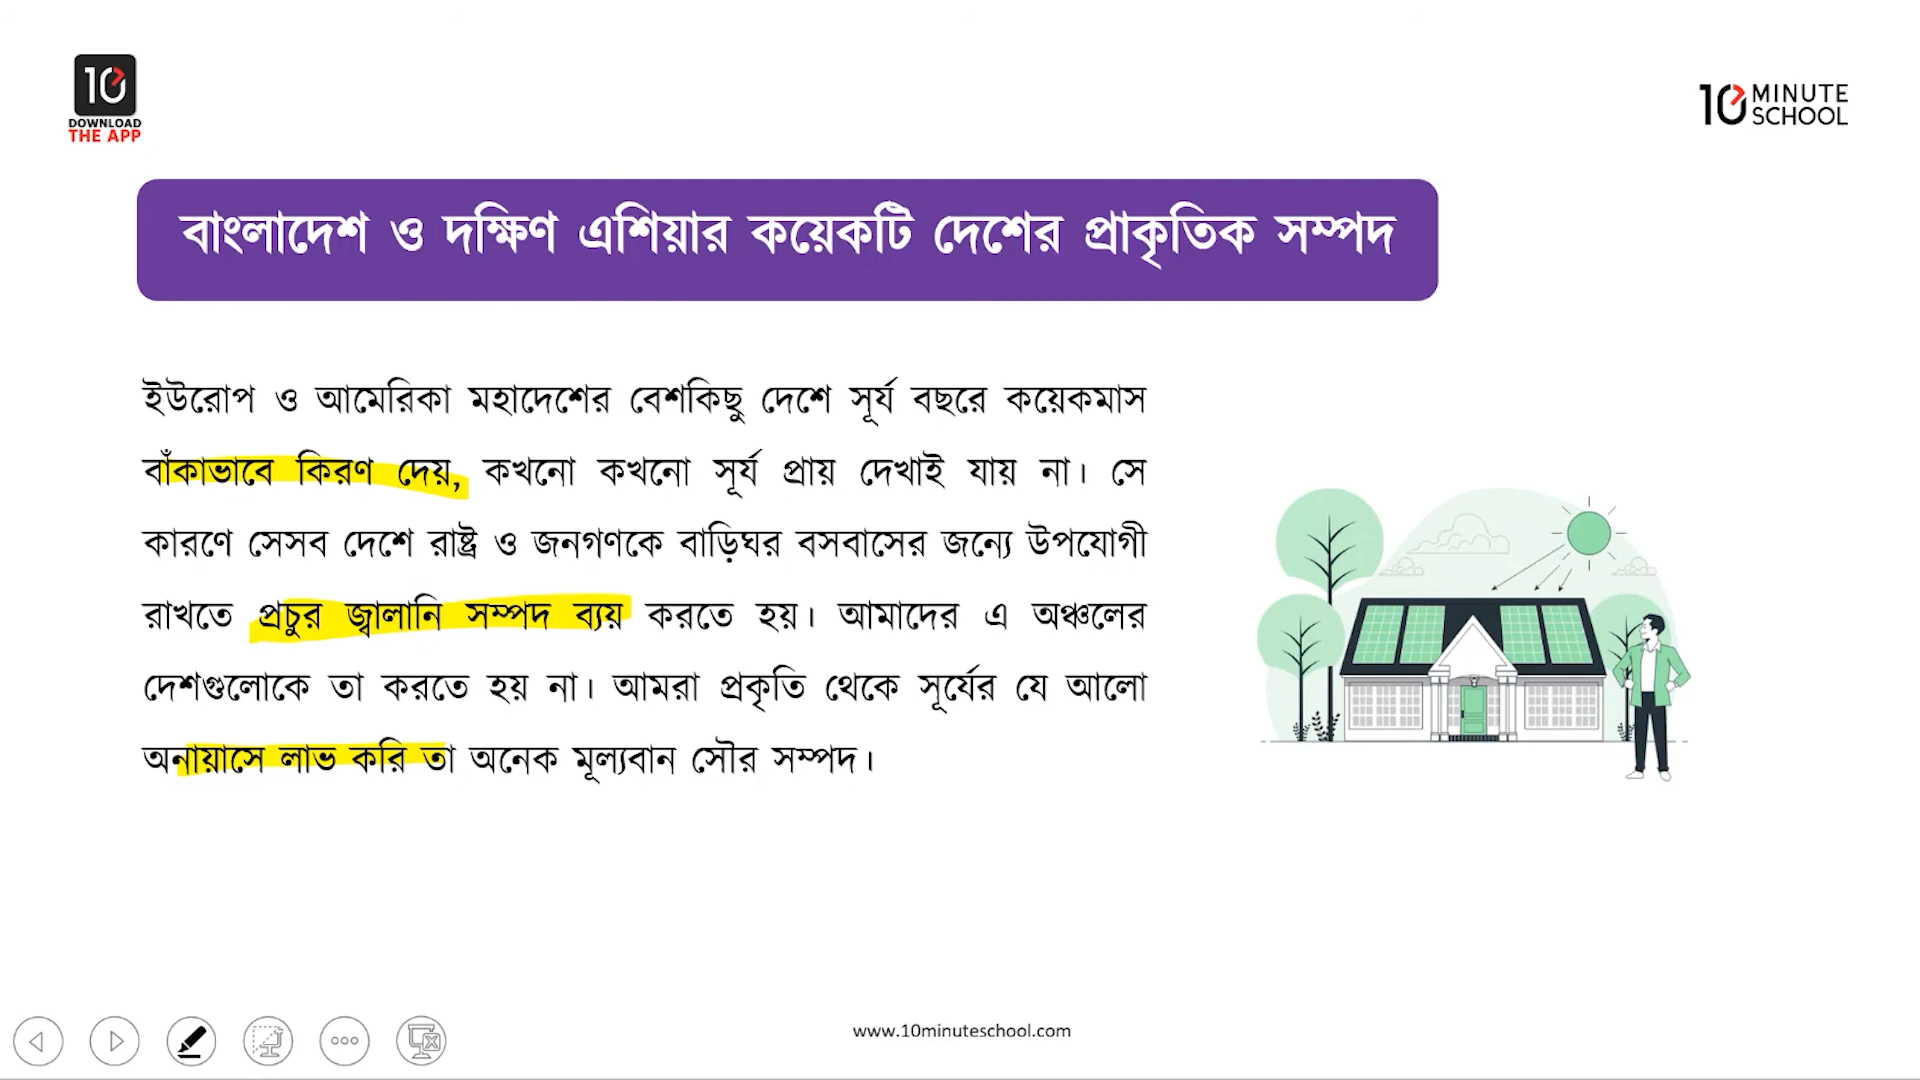 10
DOWNLOAD
THE APP
10 MINUTE
SCHOOL
বাংলাদেশ ও দক্ষিণ এশিয়ার কয়েকটি দেশের প্রাকৃতিক সম্পদ
ইউরোপ ও আমেরিকা মহাদেশের বেশকিছু দেশে সূর্য বছরে কয়েকমাস
বাঁকাভাবে কিরণ দেয়, কখনো কখনো সূর্য প্রায় দেখাই যায় না। সে
কারণে সেসব দেশে রাষ্ট্র ও জনগণকে বাড়িঘর বসবাসের জন্যে উপযোগী
রাখতে প্রচুর জ্বালানি সম্পদ ব্যয় করতে হয়। আমাদের এ অঞ্চলের
দেশগুলোকে তা করতে হয় না। আমরা প্রকৃতি থেকে সূর্যের যে আলো
অনায়াসে লাভ করি তা অনেক মূল্যবান সৌর সম্পদ।
www.10minuteschool.com